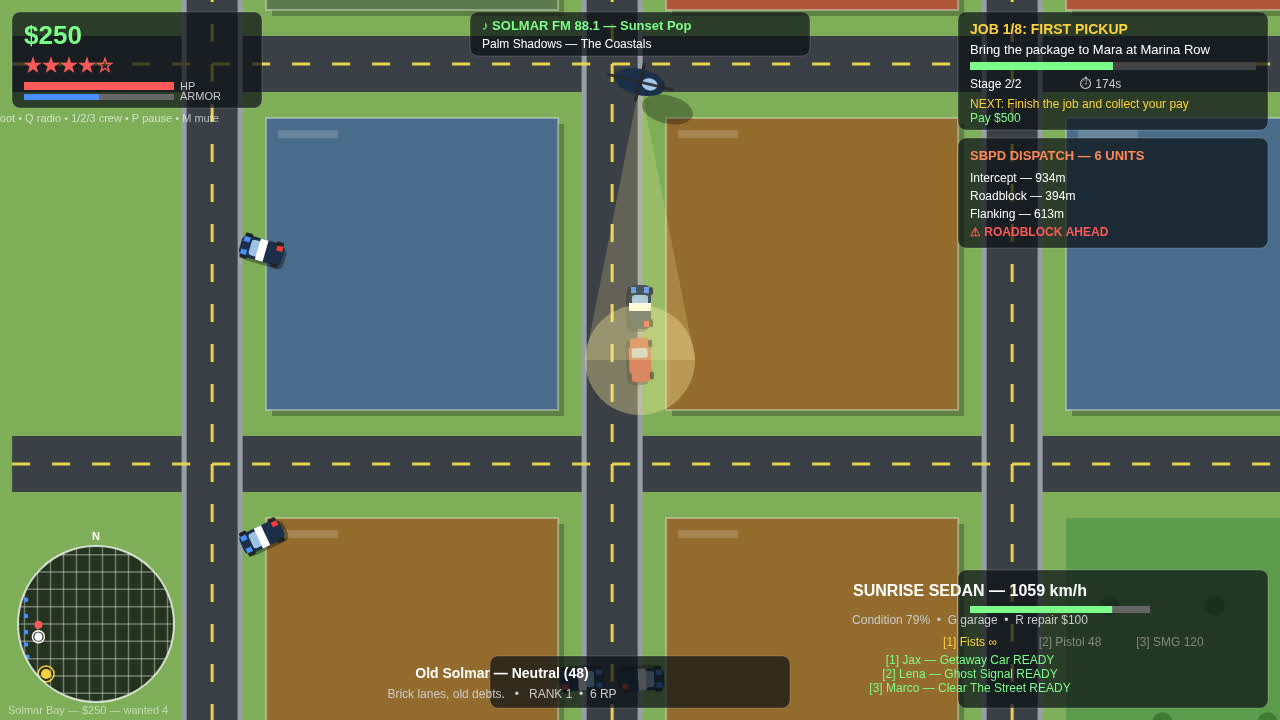 $250
★★★★☆
HP
ARMOR
oot • Q radio • 1/2/3 crew • P pause • M mute
♪ SOLMAR FM 88.1 — Sunset Pop
Palm Shadows — The Coastals
JOB 1/8: FIRST PICKUP
Bring the package to Mara at Marina Row
Stage 2/2 ⏱ 174s
NEXT: Finish the job and collect your pay
Pay $500
SBPD DISPATCH — 6 UNITS
Intercept — 934m
Roadblock — 394m
Flanking — 613m
⚠ ROADBLOCK AHEAD
N
Solmar Bay — $250 — wanted 4
Old Solmar — Neutral (48)
Brick lanes, old debts. • RANK 1 • 6 RP
SUNRISE SEDAN — 1059 km/h
Condition 79% • G garage • R repair $100
[1] Fists ∞ [2] Pistol 48 [3] SMG 120
[1] Jax — Getaway Car READY
[2] Lena — Ghost Signal READY
[3] Marco — Clear The Street READY